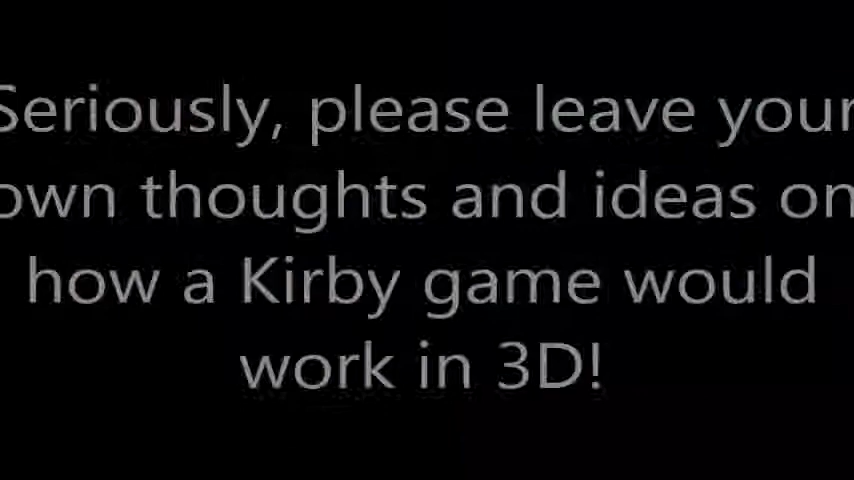 Seriously, please leave your
own thoughts and ideas on
how a Kirby game would
work in 3D!